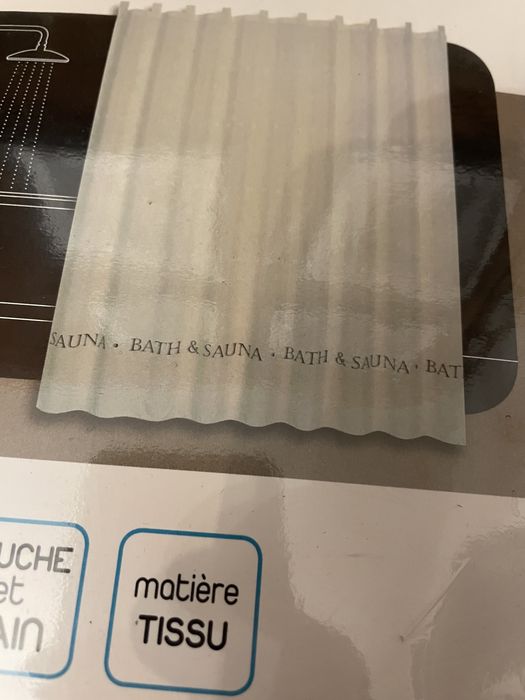 SAUNA • BATH & SAUNA • BATH & SAUNA • BAT
UCHE
et
AIN
matière
TISSU